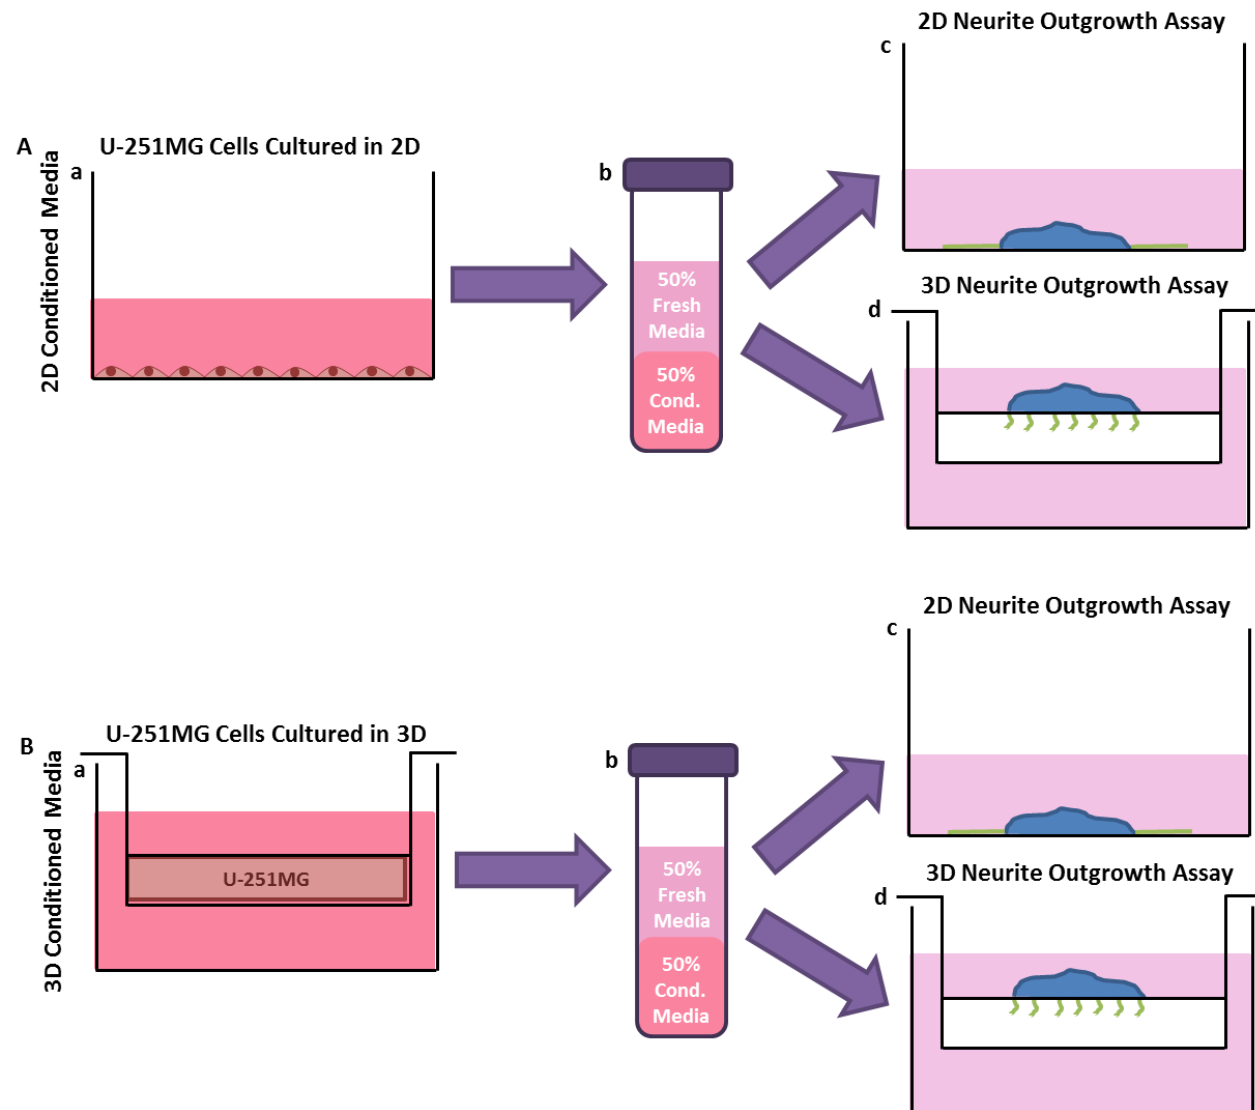 A
2D Conditioned Media
U-251MG Cells Cultured in 2D
a
b
50%
Fresh
Media
50%
Cond.
Media
2D Neurite Outgrowth Assay
c
3D Neurite Outgrowth Assay
d
B
3D Conditioned Media
U-251MG Cells Cultured in 3D
a
U-251MG
b
50%
Fresh
Media
50%
Cond.
Media
2D Neurite Outgrowth Assay
c
3D Neurite Outgrowth Assay
d